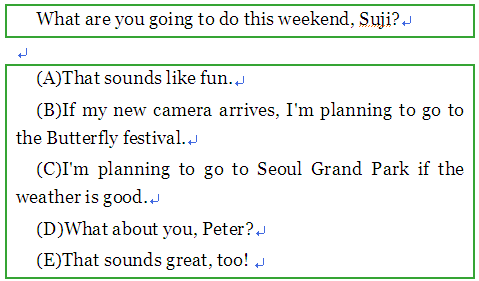 What are you going to do this weekend, Suji?
(A)That sounds like fun.
(B)If my new camera arrives, I'm planning to go to
the Butterfly festival.
(C)I'm planning to go to Seoul Grand Park if the
weather is good.
(D)What about you, Peter?
(E)That sounds great, too!